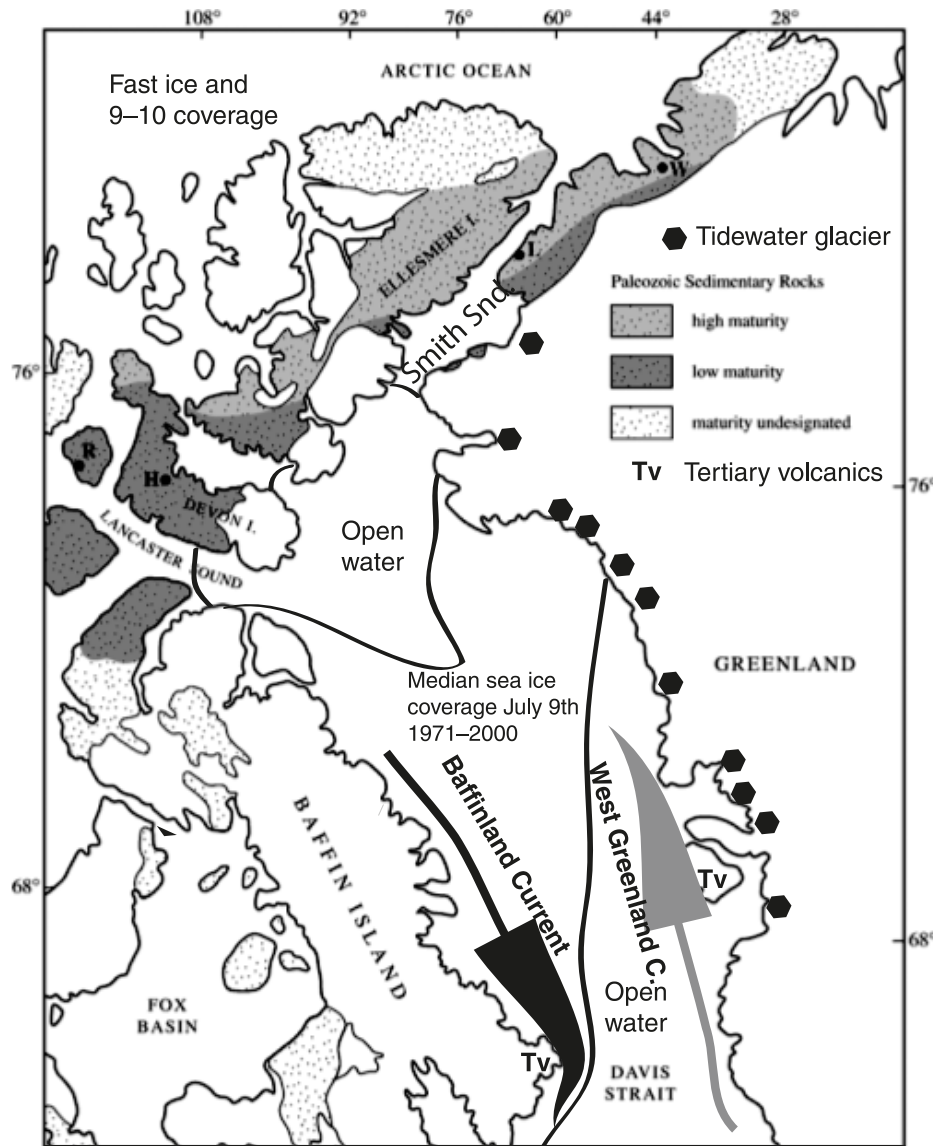 108° 92° 76° 60° 44° 28°
ARCTIC OCEAN
Fast ice and
9–10 coverage
W
Tidewater glacier
I
ELLESMERE I.
Paleozoic Sedimentary Rocks
high maturity
Smith Snd.
low maturity
76°
maturity undesignated
R
Tv Tertiary volcanics
H
76°
DEVON I.
LANCASTER SOUND
Open
water
GREENLAND
Median sea ice
coverage July 9th
1971–2000
Baffinland Current
West Greenland C.
BAFFIN ISLAND
Tv
68°
68°
FOX
BASIN
Open
water
Tv
DAVIS
STRAIT